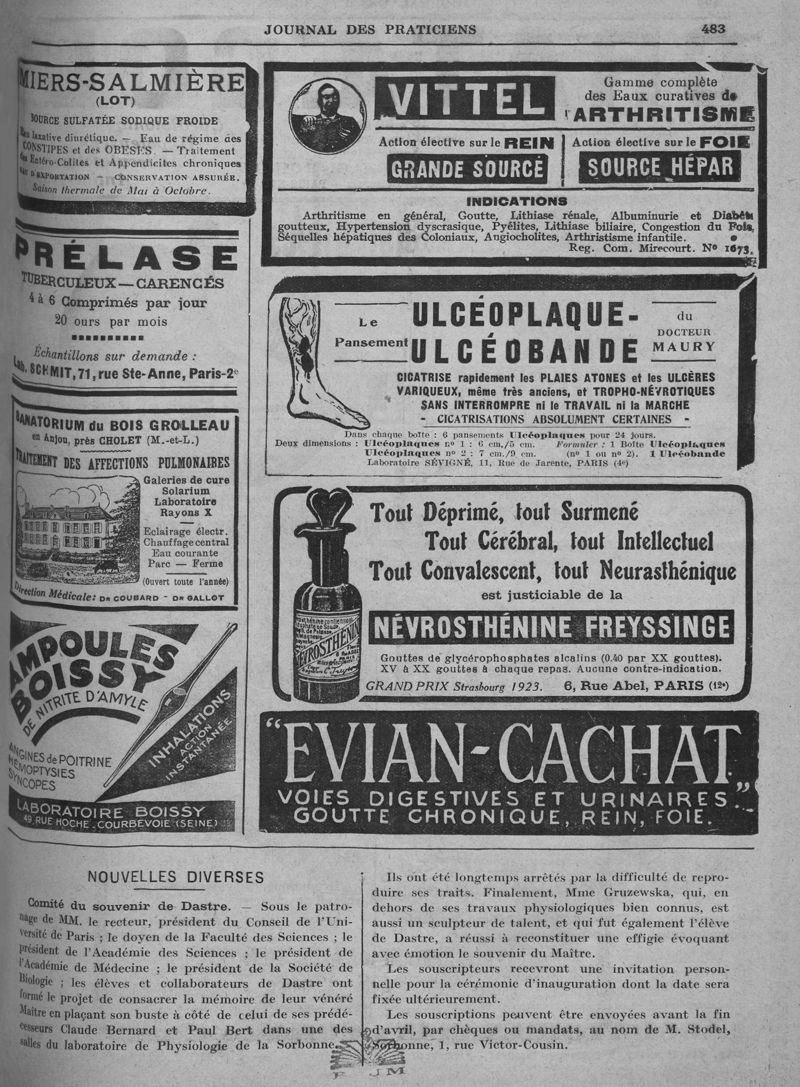 JOURNAL DES PRATICIENS
483
MIERS-SALMIÈRE
(LOT)
SOURCE SULFATÉE SODIQUE FROIDE
laxative diurétique. — Eau de régime des
CONSTIPÉS et des OBÈSES. — Traitement
des Entéro-Colites et Appendicites chroniques
D'EXPORTATION — CONSERVATION ASSURÉE.
Saison thermale de Mai à Octobre.
PRÉLASE
TUBERCULEUX — CARENCÉS
4 à 6 Comprimés par jour
20 ours par mois
Échantillons sur demande :
Lab. SCHMIT, 71, rue Ste-Anne, Paris-2e
SANATORIUM du BOIS GROLLEAU
en Anjou, près CHOLET (M.-et-L.)
TRAITEMENT DES AFFECTIONS PULMONAIRES
Galeries de cure
Solarium
Laboratoire
Rayons X
Eclairage électr.
Chauffage central
Eau courante
Parc — Ferme
(Ouvert toute l'année)
Direction Médicale: DR COUBARD - DR GALLOT
AMPOULES
BOISSY
DE NITRITE D'AMYLE
INHALATIONS
ACTION
INSTANTANÉE
ANGINES de POITRINE
HÉMOPTYSIES
SYNCOPES
LABORATOIRE BOISSY
49 RUE HOCHE - COURBEVOIE (SEINE)
VITTEL
Gamme complète
des Eaux curatives de
l'ARTHRITISME
Action élective sur le REIN
GRANDE SOURCE
Action élective sur le FOIE
SOURCE HÉPAR
INDICATIONS
Arthritisme en général, Goutte, Lithiase rénale, Albuminurie et Diabète
goutteux, Hypertension dyscrasique, Pyélites, Lithiase biliaire, Congestion du Foie,
Séquelles hépatiques des Coloniaux, Angiocholites, Arthristisme infantile.
Reg. Com. Mirecourt. No 1673.
Le
Pansement
ULCÉOPLAQUE-
ULCÉOBANDE
du
DOCTEUR
MAURY
CICATRISE rapidement les PLAIES ATONES et les ULCÈRES
VARIQUEUX, même très anciens, et TROPHO-NÉVROTIQUES
SANS INTERROMPRE ni le TRAVAIL ni la MARCHE
- CICATRISATIONS ABSOLUMENT CERTAINES -
Dans chaque boîte : 6 pansements Ulcéoplaques pour 24 jours.
Deux dimensions : Ulcéoplaques no 1 : 6 cm./5 cm. Formuler : 1 Boîte Ulcéoplaques
Ulcéoplaques no 2 : 7 cm./9 cm. (no 1 ou no 2). 1 Ulcéobande
Laboratoire SÉVIGNÉ, 11, Rue de Jarente, PARIS (4e)
NÉVROSTHÉNINE
Tout Déprimé, tout Surmené
Tout Cérébral, tout Intellectuel
Tout Convalescent, tout Neurasthénique
est justiciable de la
NÉVROSTHÉNINE FREYSSINGE
Gouttes de glycérophosphates alcalins (0.40 par XX gouttes).
XV à XX gouttes à chaque repas. Aucune contre-indication.
GRAND PRIX Strasbourg 1923. 6, Rue Abel, PARIS (12e)
"EVIAN-CACHAT
VOIES DIGESTIVES ET URINAIRES"
GOUTTE CHRONIQUE, REIN, FOIE.
NOUVELLES DIVERSES
Comité du souvenir de Dastre. — Sous le patro-
nage de MM. le recteur, président du Conseil de l'Uni-
versité de Paris ; le doyen de la Faculté des Sciences ; le
président de l'Académie des Sciences ; le président de
l'Académie de Médecine ; le président de la Société de
Biologie ; les élèves et collaborateurs de Dastre ont
formé le projet de consacrer la mémoire de leur vénéré
Maître en plaçant son buste à côté de celui de ses prédé-
cesseurs Claude Bernard et Paul Bert dans une des
salles du laboratoire de Physiologie de la Sorbonne.
Ils ont été longtemps arrêtés par la difficulté de repro-
duire ses traits. Finalement, Mme Gruzewska, qui, en
dehors de ses travaux physiologiques bien connus, est
aussi un sculpteur de talent, et qui fut également l'élève
de Dastre, a réussi à reconstituer une effigie évoquant
avec émotion le souvenir du Maître.
Les souscripteurs recevront une invitation person-
nelle pour la cérémonie d'inauguration dont la date sera
fixée ultérieurement.
Les souscriptions peuvent être envoyées avant la fin
d'avril, par chèques ou mandats, au nom de M. Stodel,
Sorbonne, 1, rue Victor-Cousin.